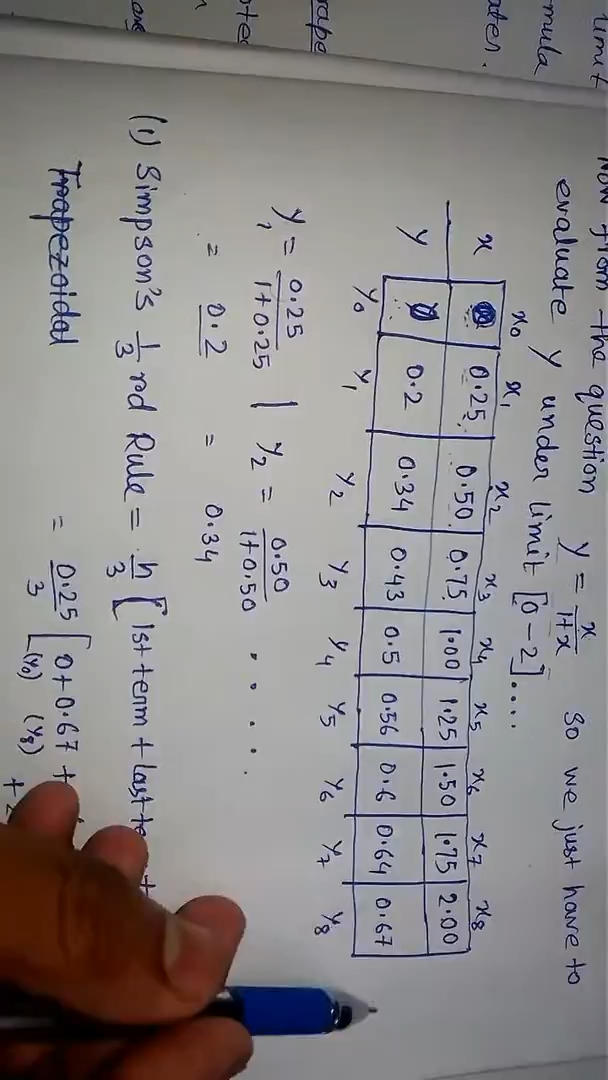 Now from the question y = x/1+x so we just have to
evaluate y under limit [0-2]....
x0 x1 x2 x3 x4 x5 x6 x7 x8
x 0 0.25 0.50 0.75 1.00 1.25 1.50 1.75 2.00
y 0 0.2 0.34 0.43 0.5 0.56 0.6 0.64 0.67
y0 y1 y2 y3 y4 y5 y6 y7 y8
y1 = 0.25/1+0.25 | y2 = 0.50/1+0.50 .....
= 0.2 = 0.34
(1) Simpson's 1/3 rd Rule = h/3 [1st term + last te +
Trapezoidal = 0.25/3 [0 + 0.67 +
(y0) (y8)
+
limit
mula